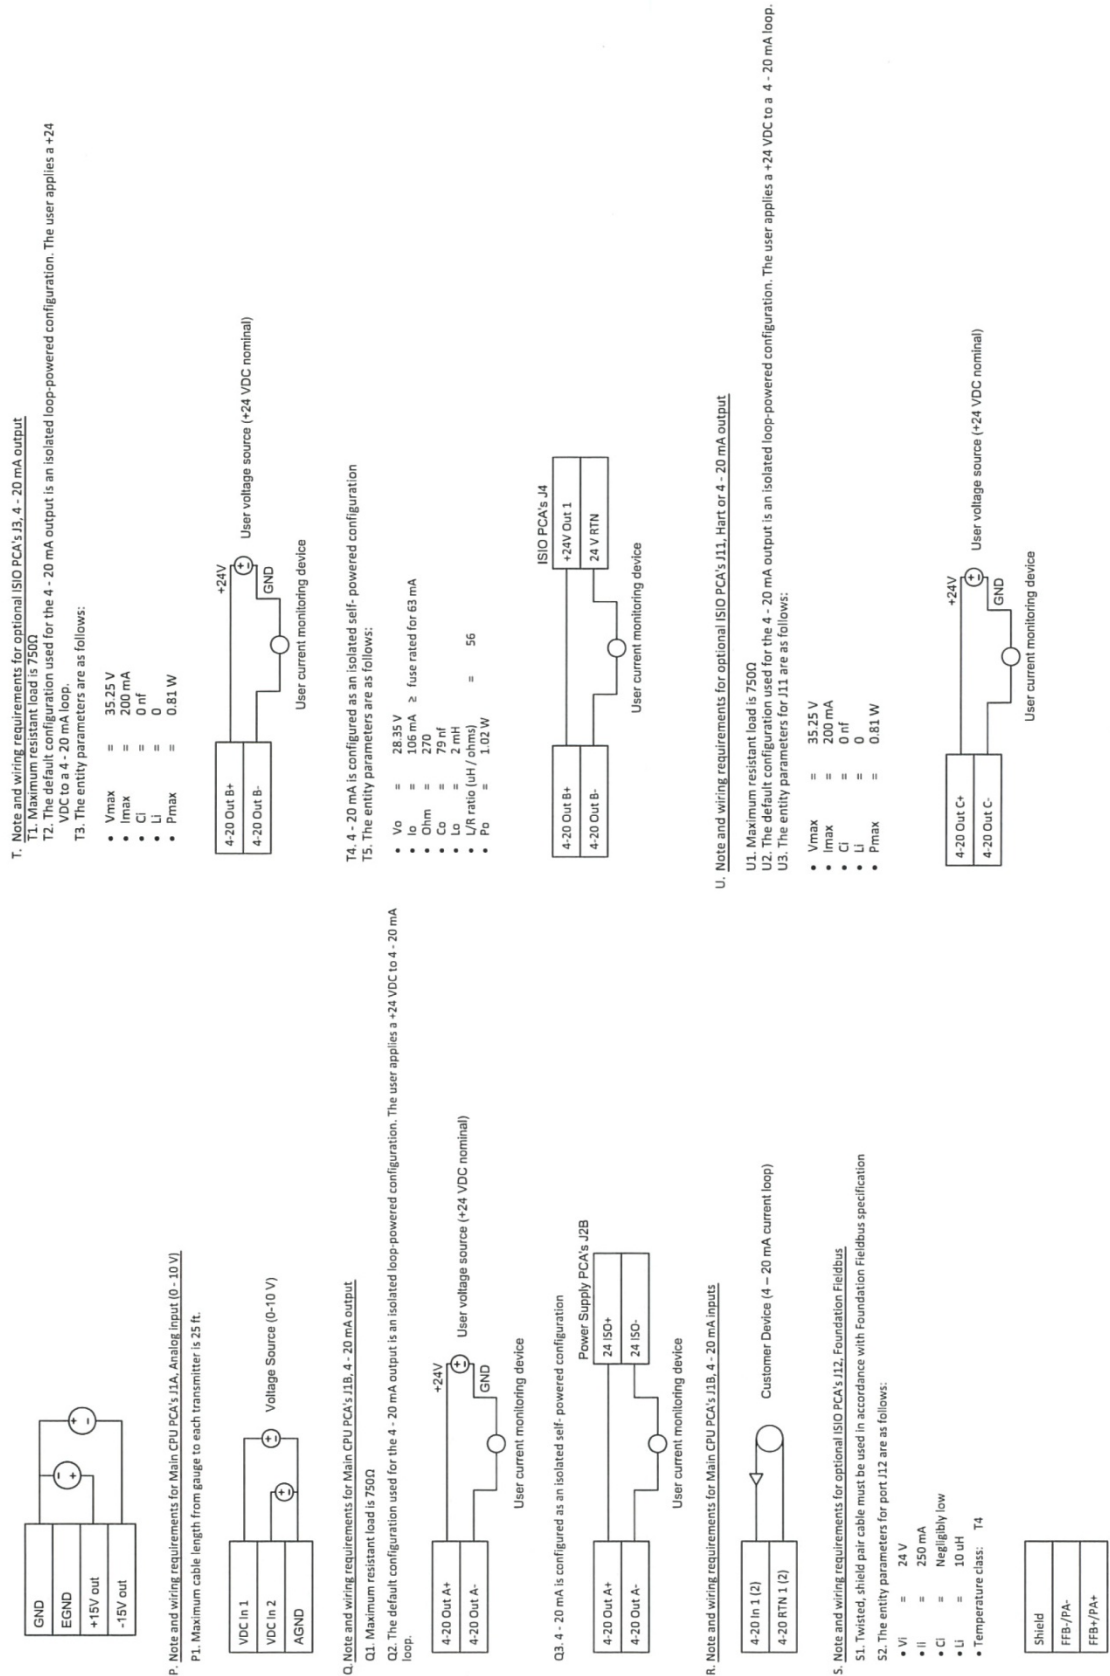 GND
EGND
+15V out
-15V out
P. Note and wiring requirements for Main CPU PCA's J1A, Analog input (0 - 10 V)
P1. Maximum cable length from gauge to each transmitter is 25 ft.
VDC In 1
VDC In 2
AGND
Voltage Source (0-10 V)
Q. Note and wiring requirements for Main CPU PCA's J1B, 4 - 20 mA output
Q1. Maximum resistant load is 750Ω
Q2. The default configuration used for the 4 - 20 mA output is an isolated loop-powered configuration. The user applies a +24 VDC to 4 - 20 mA
loop.
4-20 Out A+
4-20 Out A-
+24V
GND
User voltage source (+24 VDC nominal)
User current monitoring device
Q3. 4 - 20 mA is configured as an isolated self- powered configuration
Power Supply PCA's J2B
4-20 Out A+
4-20 Out A-
24 ISO+
24 ISO-
User current monitoring device
R. Note and wiring requirements for Main CPU PCA's J1B, 4 - 20 mA inputs
4-20 In 1 (2)
4-20 RTN 1 (2)
Customer Device (4 – 20 mA current loop)
S. Note and wiring requirements for optional ISIO PCA's J12, Foundation Fieldbus
S1. Twisted, shield pair cable must be used in accordance with Foundation Fieldbus specification
S2. The entity parameters for port J12 are as follows:
• Vi = 24 V
• Ii = 250 mA
• Ci = Negligibly low
• Li = 10 uH
• Temperature class: T4
Shield
FFB-/PA-
FFB+/PA+
T. Note and wiring requirements for optional ISIO PCA's J3, 4 - 20 mA output
T1. Maximum resistant load is 750Ω
T2. The default configuration used for the 4 - 20 mA output is an isolated loop-powered configuration. The user applies a +24
VDC to a 4 - 20 mA loop.
T3. The entity parameters are as follows:
• Vmax = 35.25 V
• Imax = 200 mA
• Ci = 0 nf
• Li = 0
• Pmax = 0.81 W
4-20 Out B+
4-20 Out B-
+24V
GND
User voltage source (+24 VDC nominal)
User current monitoring device
T4. 4 - 20 mA is configured as an isolated self- powered configuration
T5. The entity parameters are as follows:
• Vo = 28.35 V
• Io = 106 mA ≥ fuse rated for 63 mA
• Ohm = 270
• Co = 79 nf
• Lo = 2 mH
• L/R ratio (uH / ohms) = 56
• Po = 1.02 W
ISIO PCA's J4
4-20 Out B+
4-20 Out B-
+24V Out 1
24 V RTN
User current monitoring device
U. Note and wiring requirements for optional ISIO PCA's J11, Hart or 4 - 20 mA output
U1. Maximum resistant load is 750Ω
U2. The default configuration used for the 4 - 20 mA output is an isolated loop-powered configuration. The user applies a +24 VDC to a 4 - 20 mA loop.
U3. The entity parameters for J11 are as follows:
• Vmax = 35.25 V
• Imax = 200 mA
• Ci = 0 nf
• Li = 0
• Pmax = 0.81 W
4-20 Out C+
4-20 Out C-
+24V
GND
User voltage source (+24 VDC nominal)
User current monitoring device